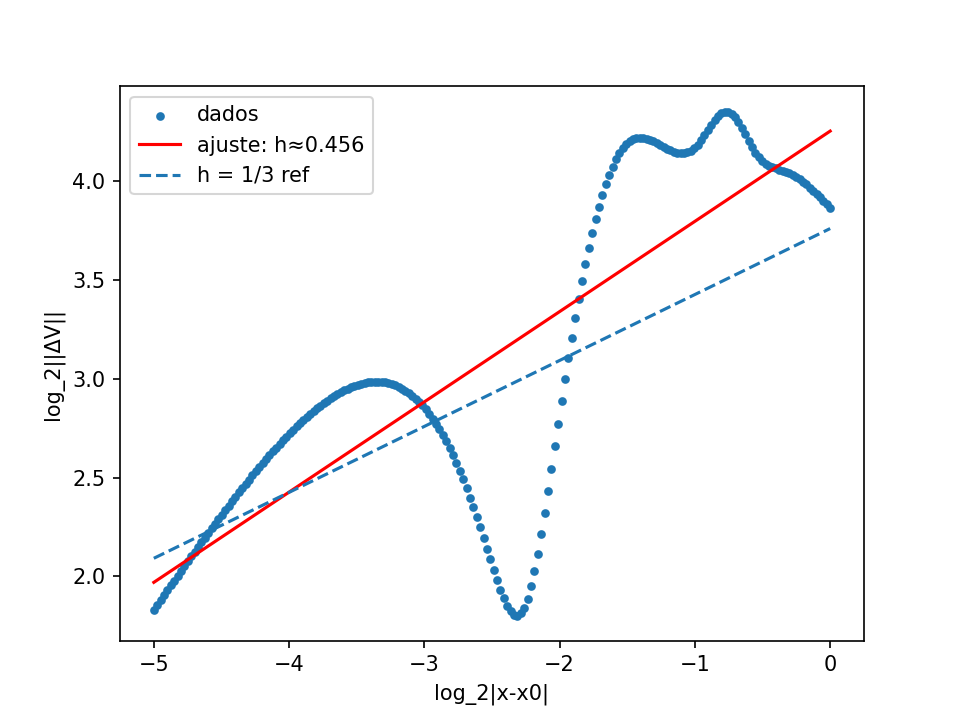 dados
ajuste: h≈0.456
h = 1/3 ref
4.0
3.5
3.0
2.5
2.0
−5 −4 −3 −2 −1 0
log_2||ΔV||
log_2|x-x0|